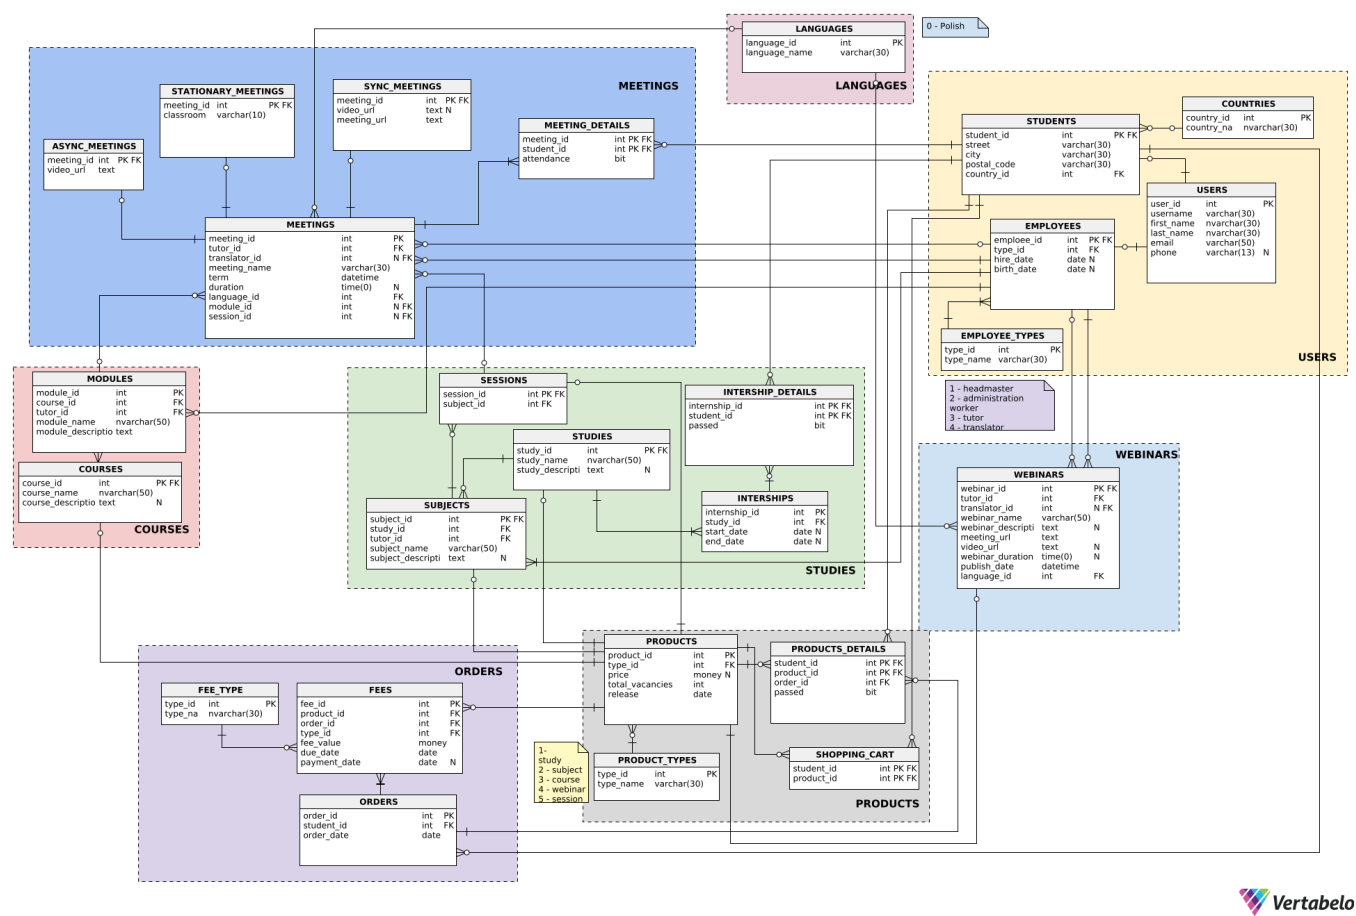 LANGUAGES
language_id int PK
language_name varchar(30)
LANGUAGES
0 - Polish
MEETINGS
STATIONARY_MEETINGS
meeting_id int PK FK
classroom varchar(10)
SYNC_MEETINGS
meeting_id int PK FK
video_url text N
meeting_url text
MEETING_DETAILS
meeting_id int PK FK
student_id int PK FK
attendance bit
ASYNC_MEETINGS
meeting_id int PK FK
video_url text
MEETINGS
meeting_id int PK
tutor_id int FK
translator_id int N FK
meeting_name varchar(30)
term datetime
duration time(0) N
language_id int FK
module_id int N FK
session_id int N FK
COUNTRIES
country_id int PK
country_na nvarchar(30)
STUDENTS
student_id int PK FK
street varchar(30)
city varchar(30)
postal_code varchar(30)
country_id int FK
USERS
user_id int PK
username varchar(30)
first_name nvarchar(30)
last_name nvarchar(30)
email varchar(50)
phone varchar(13) N
EMPLOYEES
emploee_id int PK FK
type_id int FK
hire_date date N
birth_date date N
EMPLOYEE_TYPES
type_id int PK
type_name varchar(30)
USERS
1 - headmaster
2 - administration
worker
3 - tutor
4 - translator
MODULES
module_id int PK
course_id int FK
tutor_id int FK
module_name nvarchar(50)
module_descriptio text
COURSES
course_id int PK FK
course_name nvarchar(50)
course_descriptio text N
COURSES
SESSIONS
session_id int PK FK
subject_id int FK
INTERSHIP_DETAILS
internship_id int PK FK
student_id int PK FK
passed bit
STUDIES
study_id int PK FK
study_name nvarchar(50)
study_descripti text N
SUBJECTS
subject_id int PK FK
study_id int FK
tutor_id int FK
subject_name varchar(50)
subject_descripti text N
INTERSHIPS
internship_id int PK
study_id int FK
start_date date N
end_date date N
STUDIES
WEBINARS
WEBINARS
webinar_id int PK FK
tutor_id int FK
translator_id int N FK
webinar_name varchar(50)
webinar_descripti text N
meeting_url text
video_url text N
webinar_duration time(0) N
publish_date datetime
language_id int FK
ORDERS
FEE_TYPE
type_id int PK
type_na nvarchar(30)
FEES
fee_id int PK
product_id int FK
order_id int FK
type_id int FK
fee_value money
due_date date
payment_date date N
ORDERS
order_id int PK
student_id int FK
order_date date
PRODUCTS
product_id int PK
type_id int FK
price money N
total_vacancies int
release date
PRODUCTS_DETAILS
student_id int PK FK
product_id int PK FK
order_id int FK
passed bit
1-
study
2 - subject
3 - course
4 - webinar
5 - session
PRODUCT_TYPES
type_id int PK
type_name varchar(30)
SHOPPING_CART
student_id int PK FK
product_id int PK FK
PRODUCTS
Vertabelo